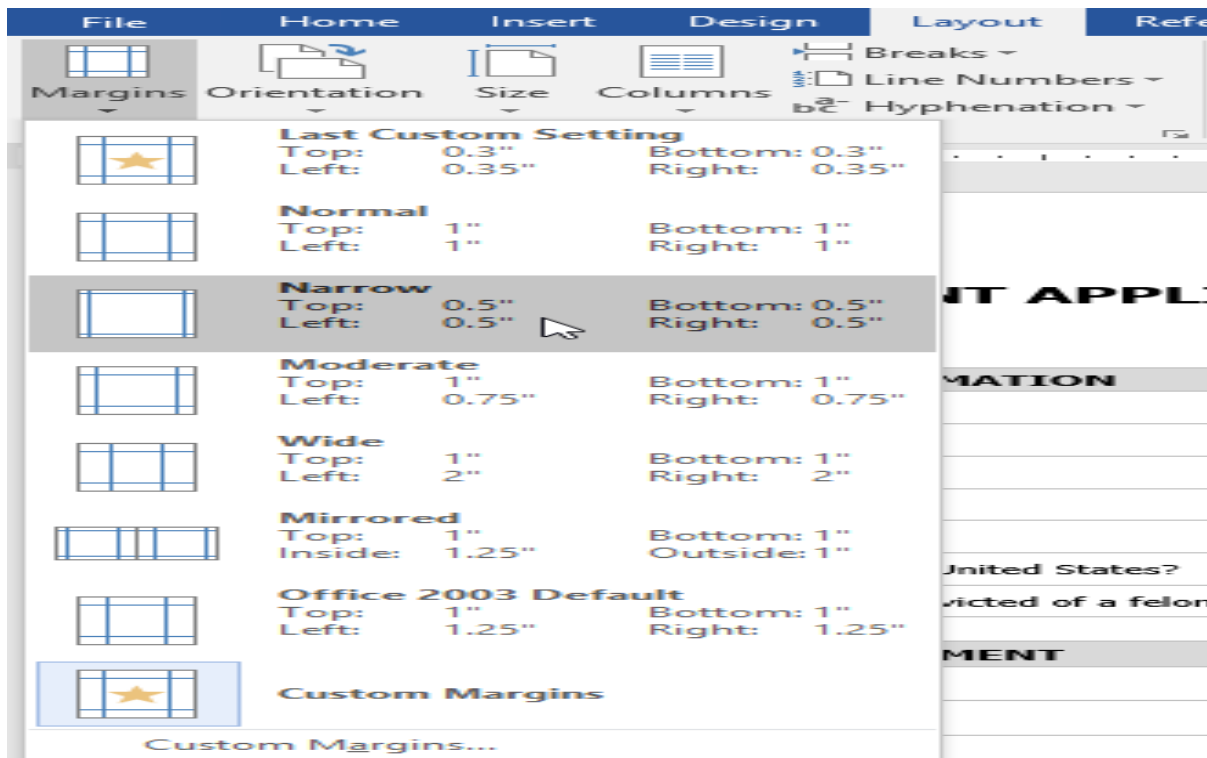 File Home Insert Design Layout Refe
Breaks
Line Numbers
Margins Orientation Size Columns
Hyphenation
Last Custom Setting
Top: 0.3" Bottom: 0.3"
Left: 0.35" Right: 0.35"
Normal
Top: 1" Bottom: 1"
Left: 1" Right: 1"
Narrow
Top: 0.5" Bottom: 0.5"
Left: 0.5" Right: 0.5"
Moderate
Top: 1" Bottom: 1"
Left: 0.75" Right: 0.75"
Wide
Top: 1" Bottom: 1"
Left: 2" Right: 2"
Mirrored
Top: 1" Bottom: 1"
Inside: 1.25" Outside: 1"
Office 2003 Default
Top: 1" Bottom: 1"
Left: 1.25" Right: 1.25"
Custom Margins
Custom Margins...
NT APPLI
MATION
United States?
victed of a felon
MENT